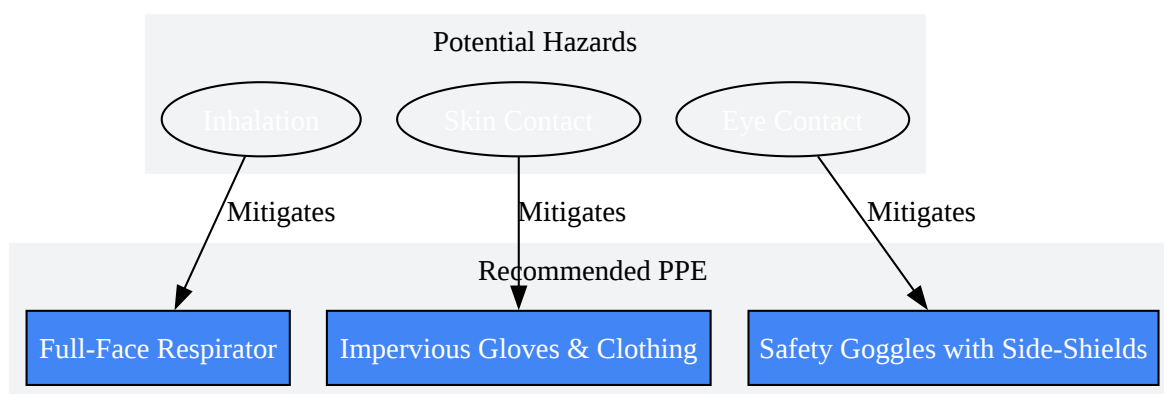 Potential Hazards
Inhalation
Skin Contact
Eye Contact
Mitigates
Mitigates
Mitigates
Recommended PPE
Full-Face Respirator
Impervious Gloves & Clothing
Safety Goggles with Side-Shields